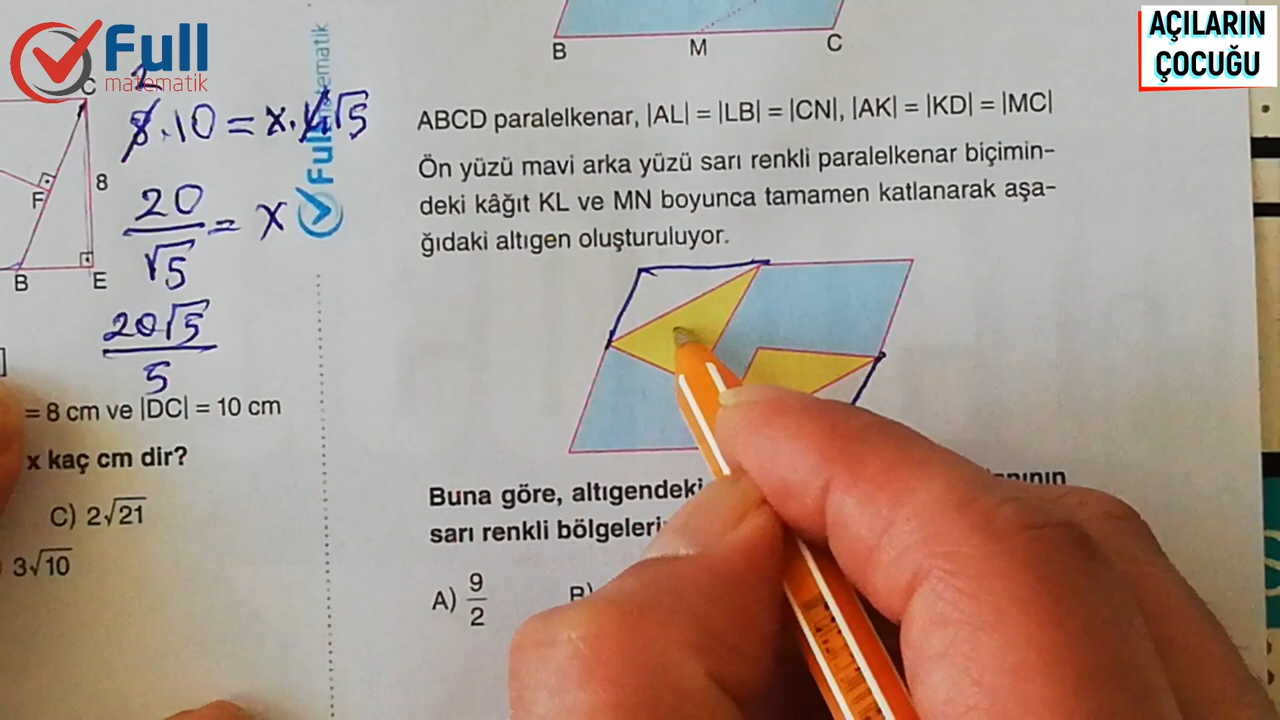 Full
matematik
AÇILARIN
ÇOCUĞU
B
M
C
C
8
F
B
E
8.10 = x.4√5
20/√5 = x
20√5/5
Full
ABCD paralelkenar, |AL| = |LB| = |CN|, |AK| = |KD| = |MC|
Ön yüzü mavi arka yüzü sarı renkli paralelkenar biçimin-
deki kâğıt KL ve MN boyunca tamamen katlanarak aşa-
ğıdaki altıgen oluşturuluyor.
= 8 cm ve |DC| = 10 cm
x kaç cm dir?
C) 2√21
3√10
Buna göre, altıgendeki
sarı renkli
A) 9/2